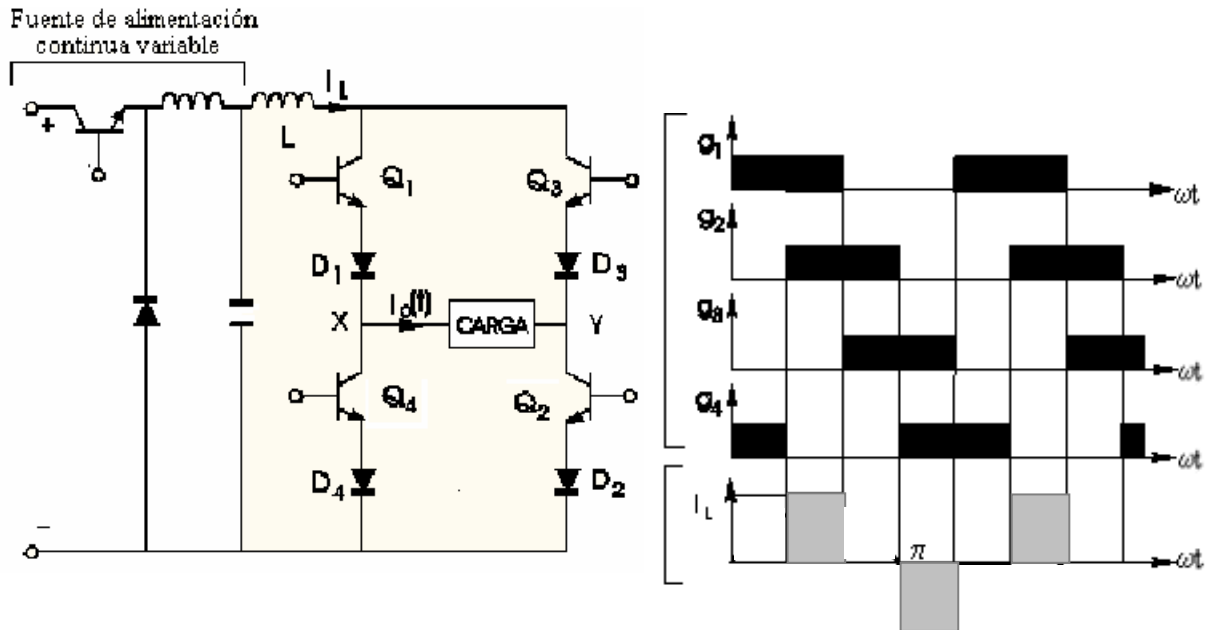 Fuente de alimentación
continua variable
+
I_L
L
Q₁
Q₃
D₁
D₃
X
I₀(t)
CARGA
Y
Q₄
Q₂
D₄
D₂
−
g₁
ωt
g₂
ωt
g₃
ωt
g₄
ωt
I_L
π
ωt